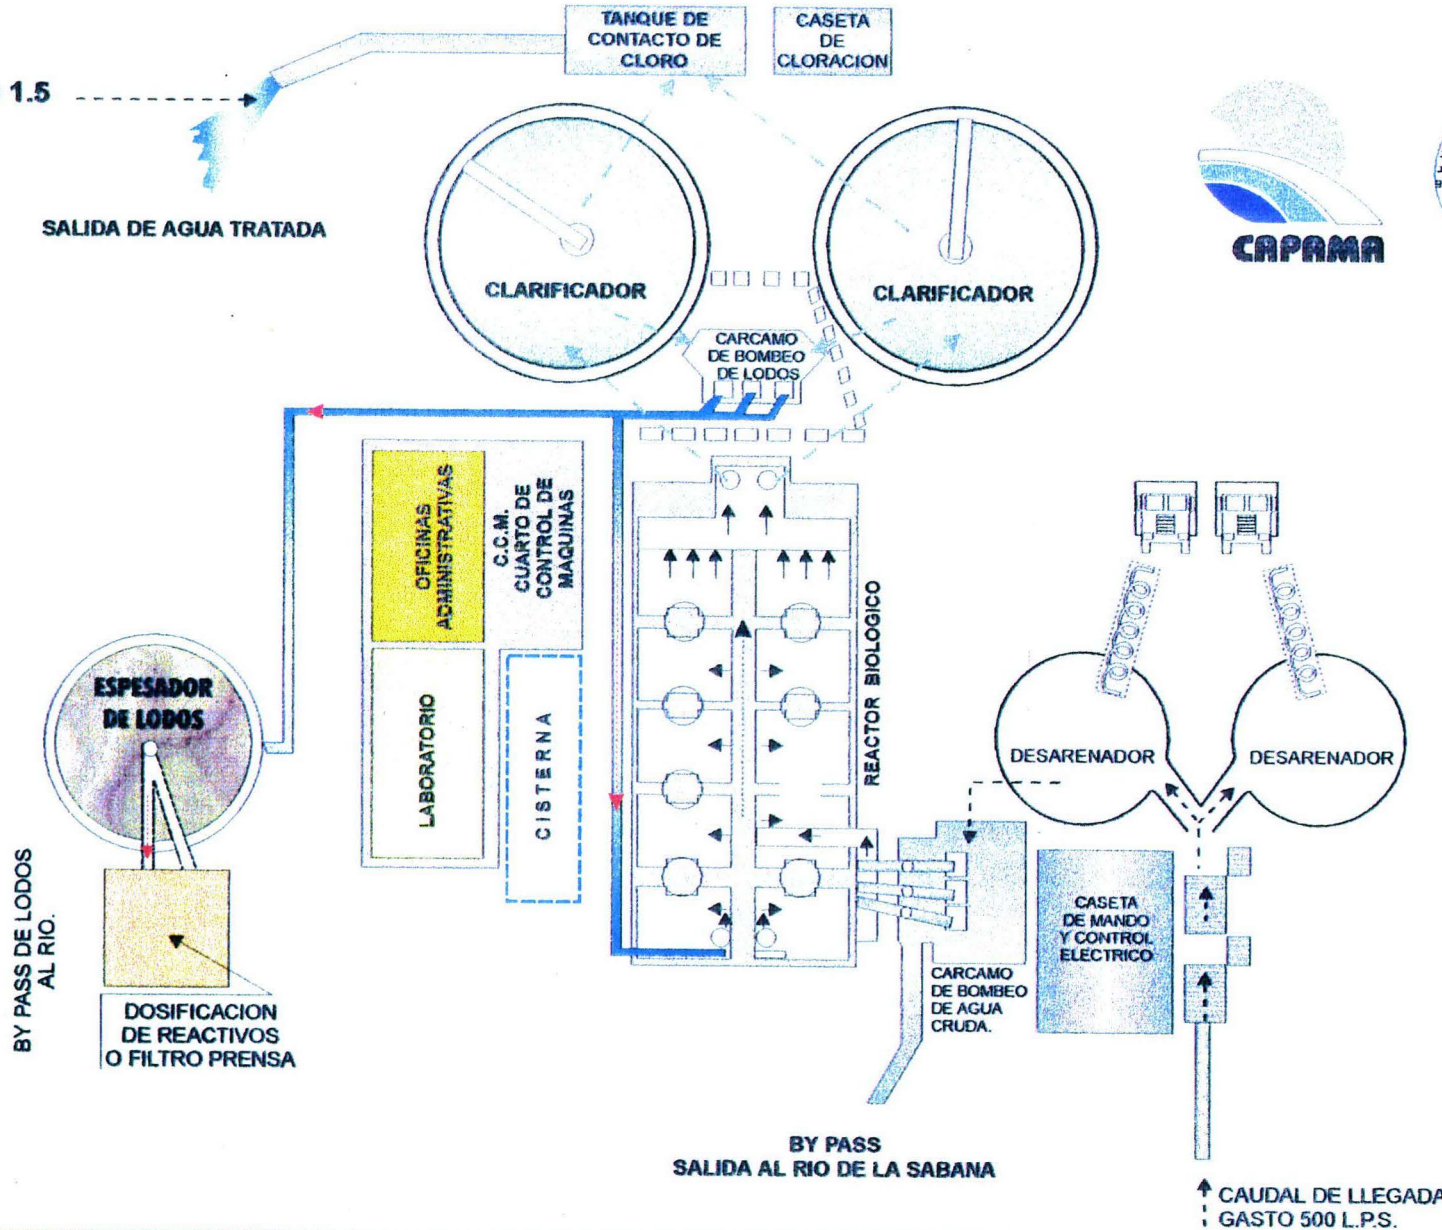 TANQUE DE
CONTACTO DE
CLORO
CASETA
DE
CLORACION
1.5
SALIDA DE AGUA TRATADA
CAPAMA
CLARIFICADOR
CLARIFICADOR
CARCAMO
DE BOMBEO
DE LODOS
OFICINAS
ADMINISTRATIVAS
C.C.M.
CUARTO DE
CONTROL DE
MAQUINAS
REACTOR BIOLOGICO
ESPESADOR
DE LODOS
LABORATORIO
CISTERNA
DESARENADOR
DESARENADOR
BY PASS DE LODOS
AL RIO.
CASETA
DE MANDO
Y CONTROL
ELECTRICO
CARCAMO
DE BOMBEO
DE AGUA
CRUDA.
DOSIFICACION
DE REACTIVOS
O FILTRO PRENSA
BY PASS
SALIDA AL RIO DE LA SABANA
CAUDAL DE LLEGADA
GASTO 500 L.P.S.